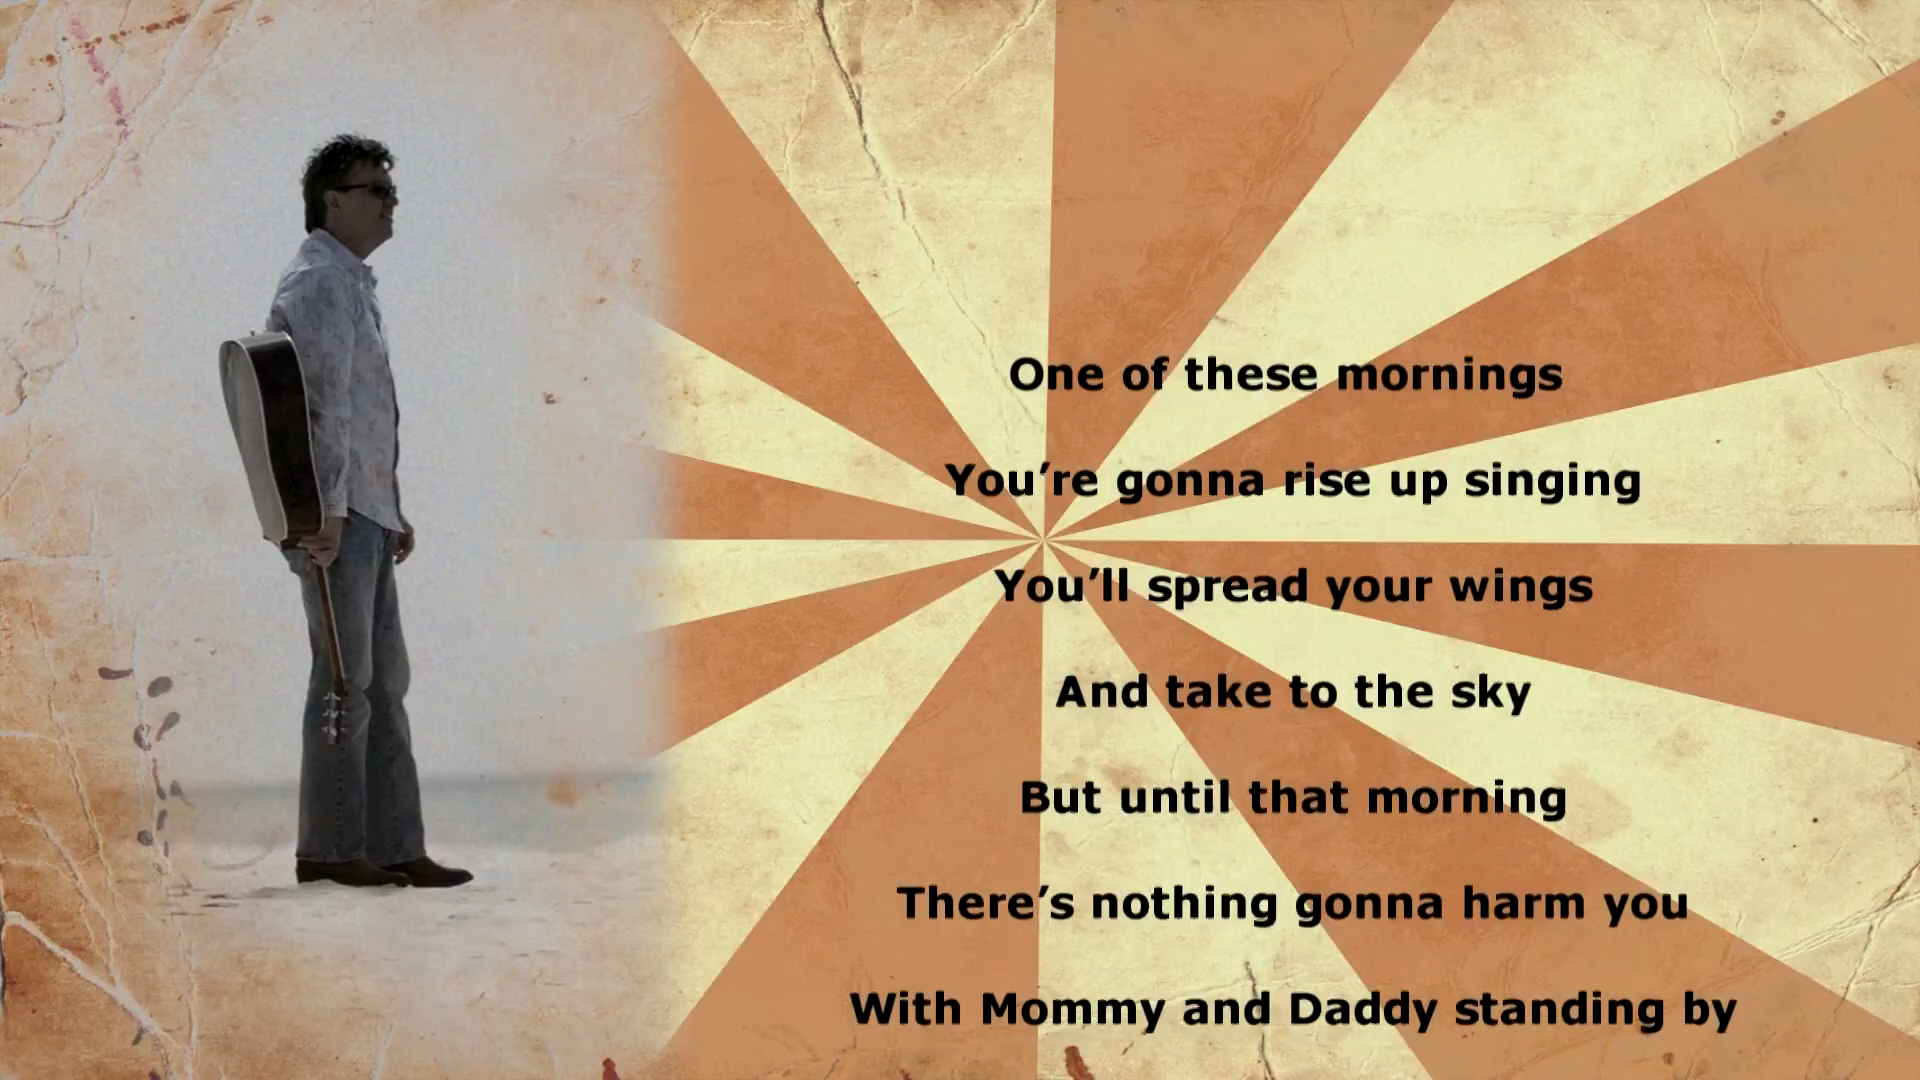 One of these mornings
You’re gonna rise up singing
You’ll spread your wings
And take to the sky
But until that morning
There’s nothing gonna harm you
With Mommy and Daddy standing by